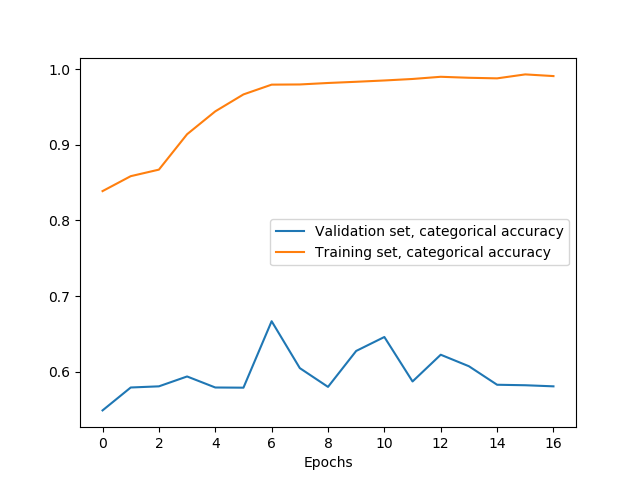 1.0
0.9
0.8
0.7
0.6
Validation set, categorical accuracy
Training set, categorical accuracy
0 2 4 6 8 10 12 14 16
Epochs